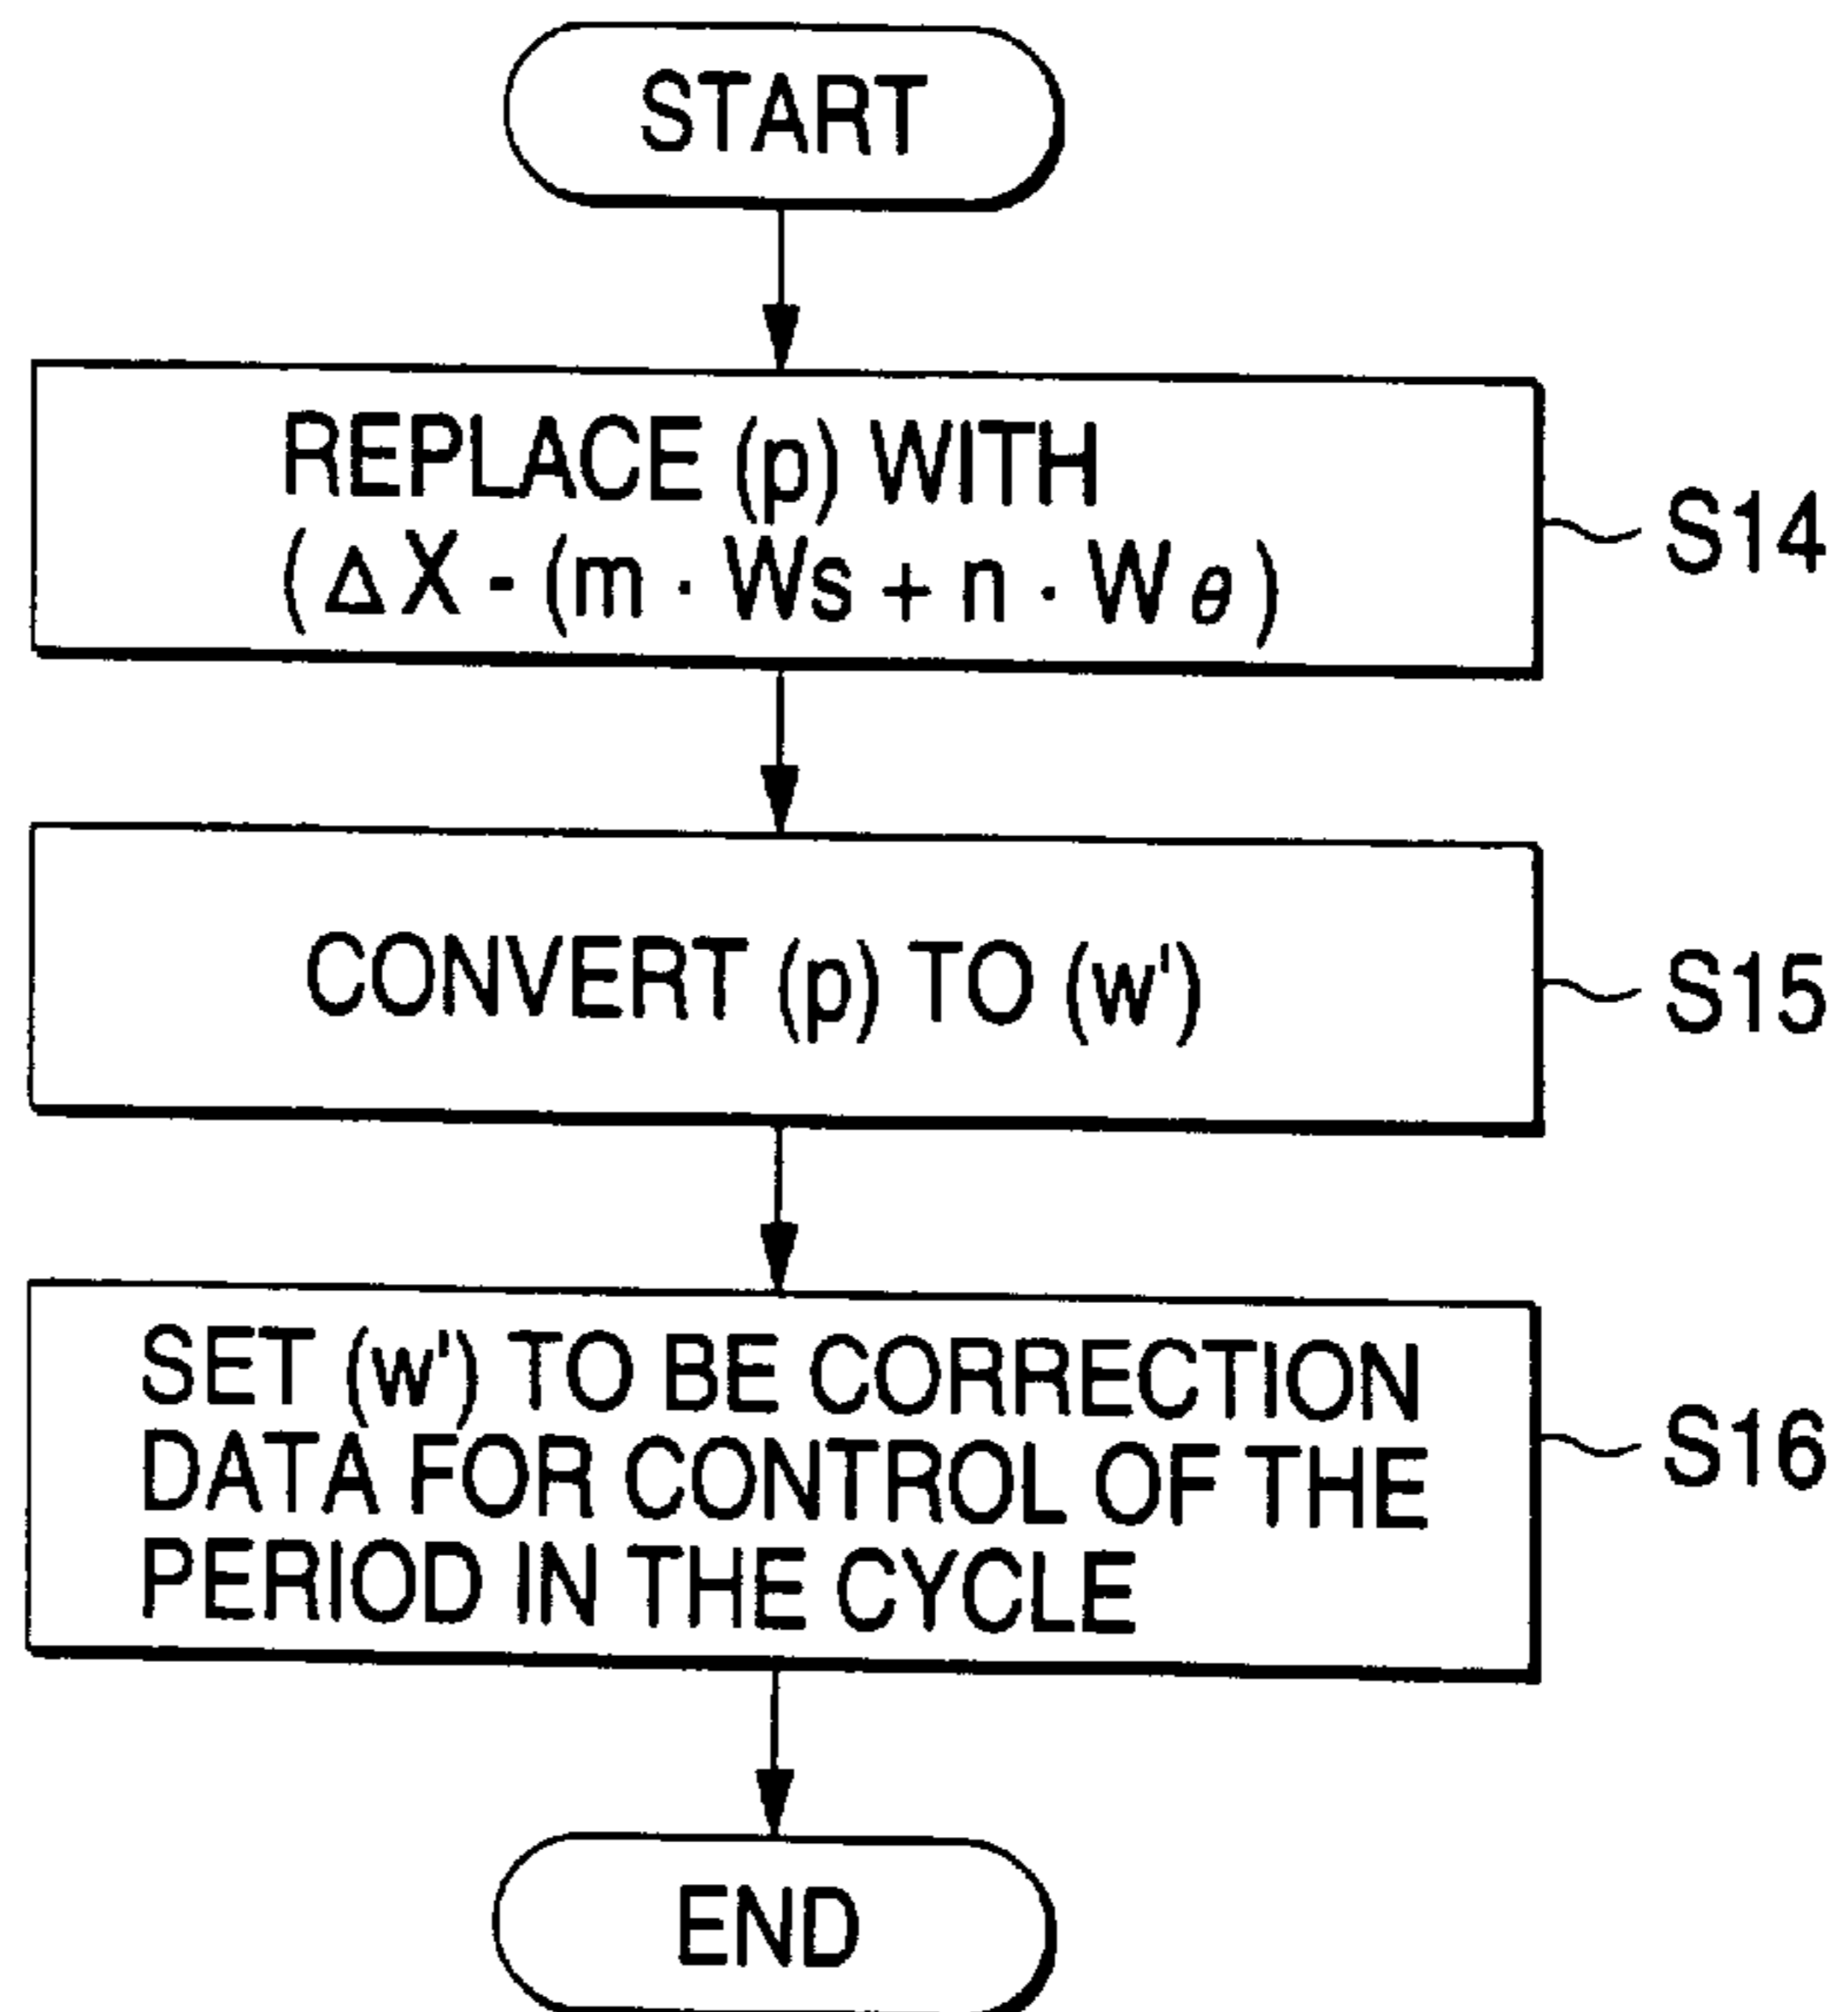 START
REPLACE (p) WITH
(ΔX - (m · Ws + n · Wθ)
S14
CONVERT (p) TO (w')
S15
SET (w') TO BE CORRECTION
DATA FOR CONTROL OF THE
PERIOD IN THE CYCLE
S16
END